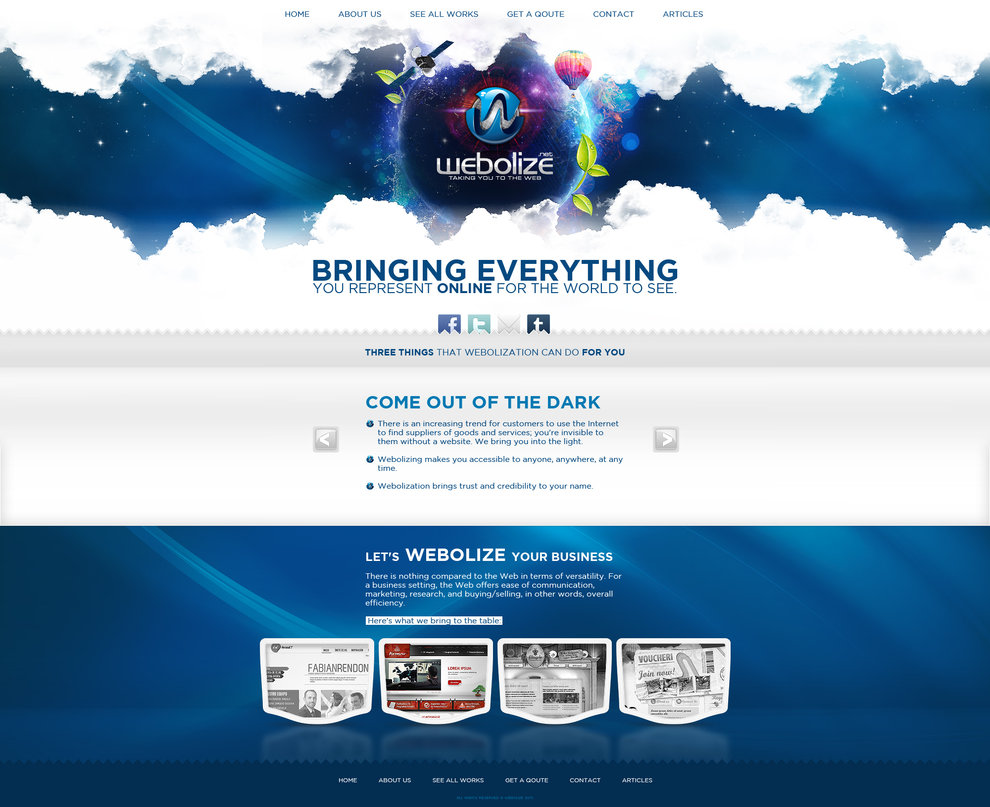 HOME ABOUT US SEE ALL WORKS GET A QOUTE CONTACT ARTICLES
webolize .net
TAKING YOU TO THE WEB
BRINGING EVERYTHING
YOU REPRESENT ONLINE FOR THE WORLD TO SEE.
THREE THINGS THAT WEBOLIZATION CAN DO FOR YOU
COME OUT OF THE DARK
There is an increasing trend for customers to use the Internet
to find suppliers of goods and services; you're invisible to
them without a website. We bring you into the light.
Webolizing makes you accessible to anyone, anywhere, at any
time.
Webolization brings trust and credibility to your name.
LET'S WEBOLIZE YOUR BUSINESS
There is nothing compared to the Web in terms of versatility. For
a business setting, the Web offers ease of communication,
marketing, research, and buying/selling, in other words, overall
efficiency.
Here's what we bring to the table:
FABIANRENDON
LOREM IPSUM
VOUCHER!
Join now!
HOME ABOUT US SEE ALL WORKS GET A QOUTE CONTACT ARTICLES